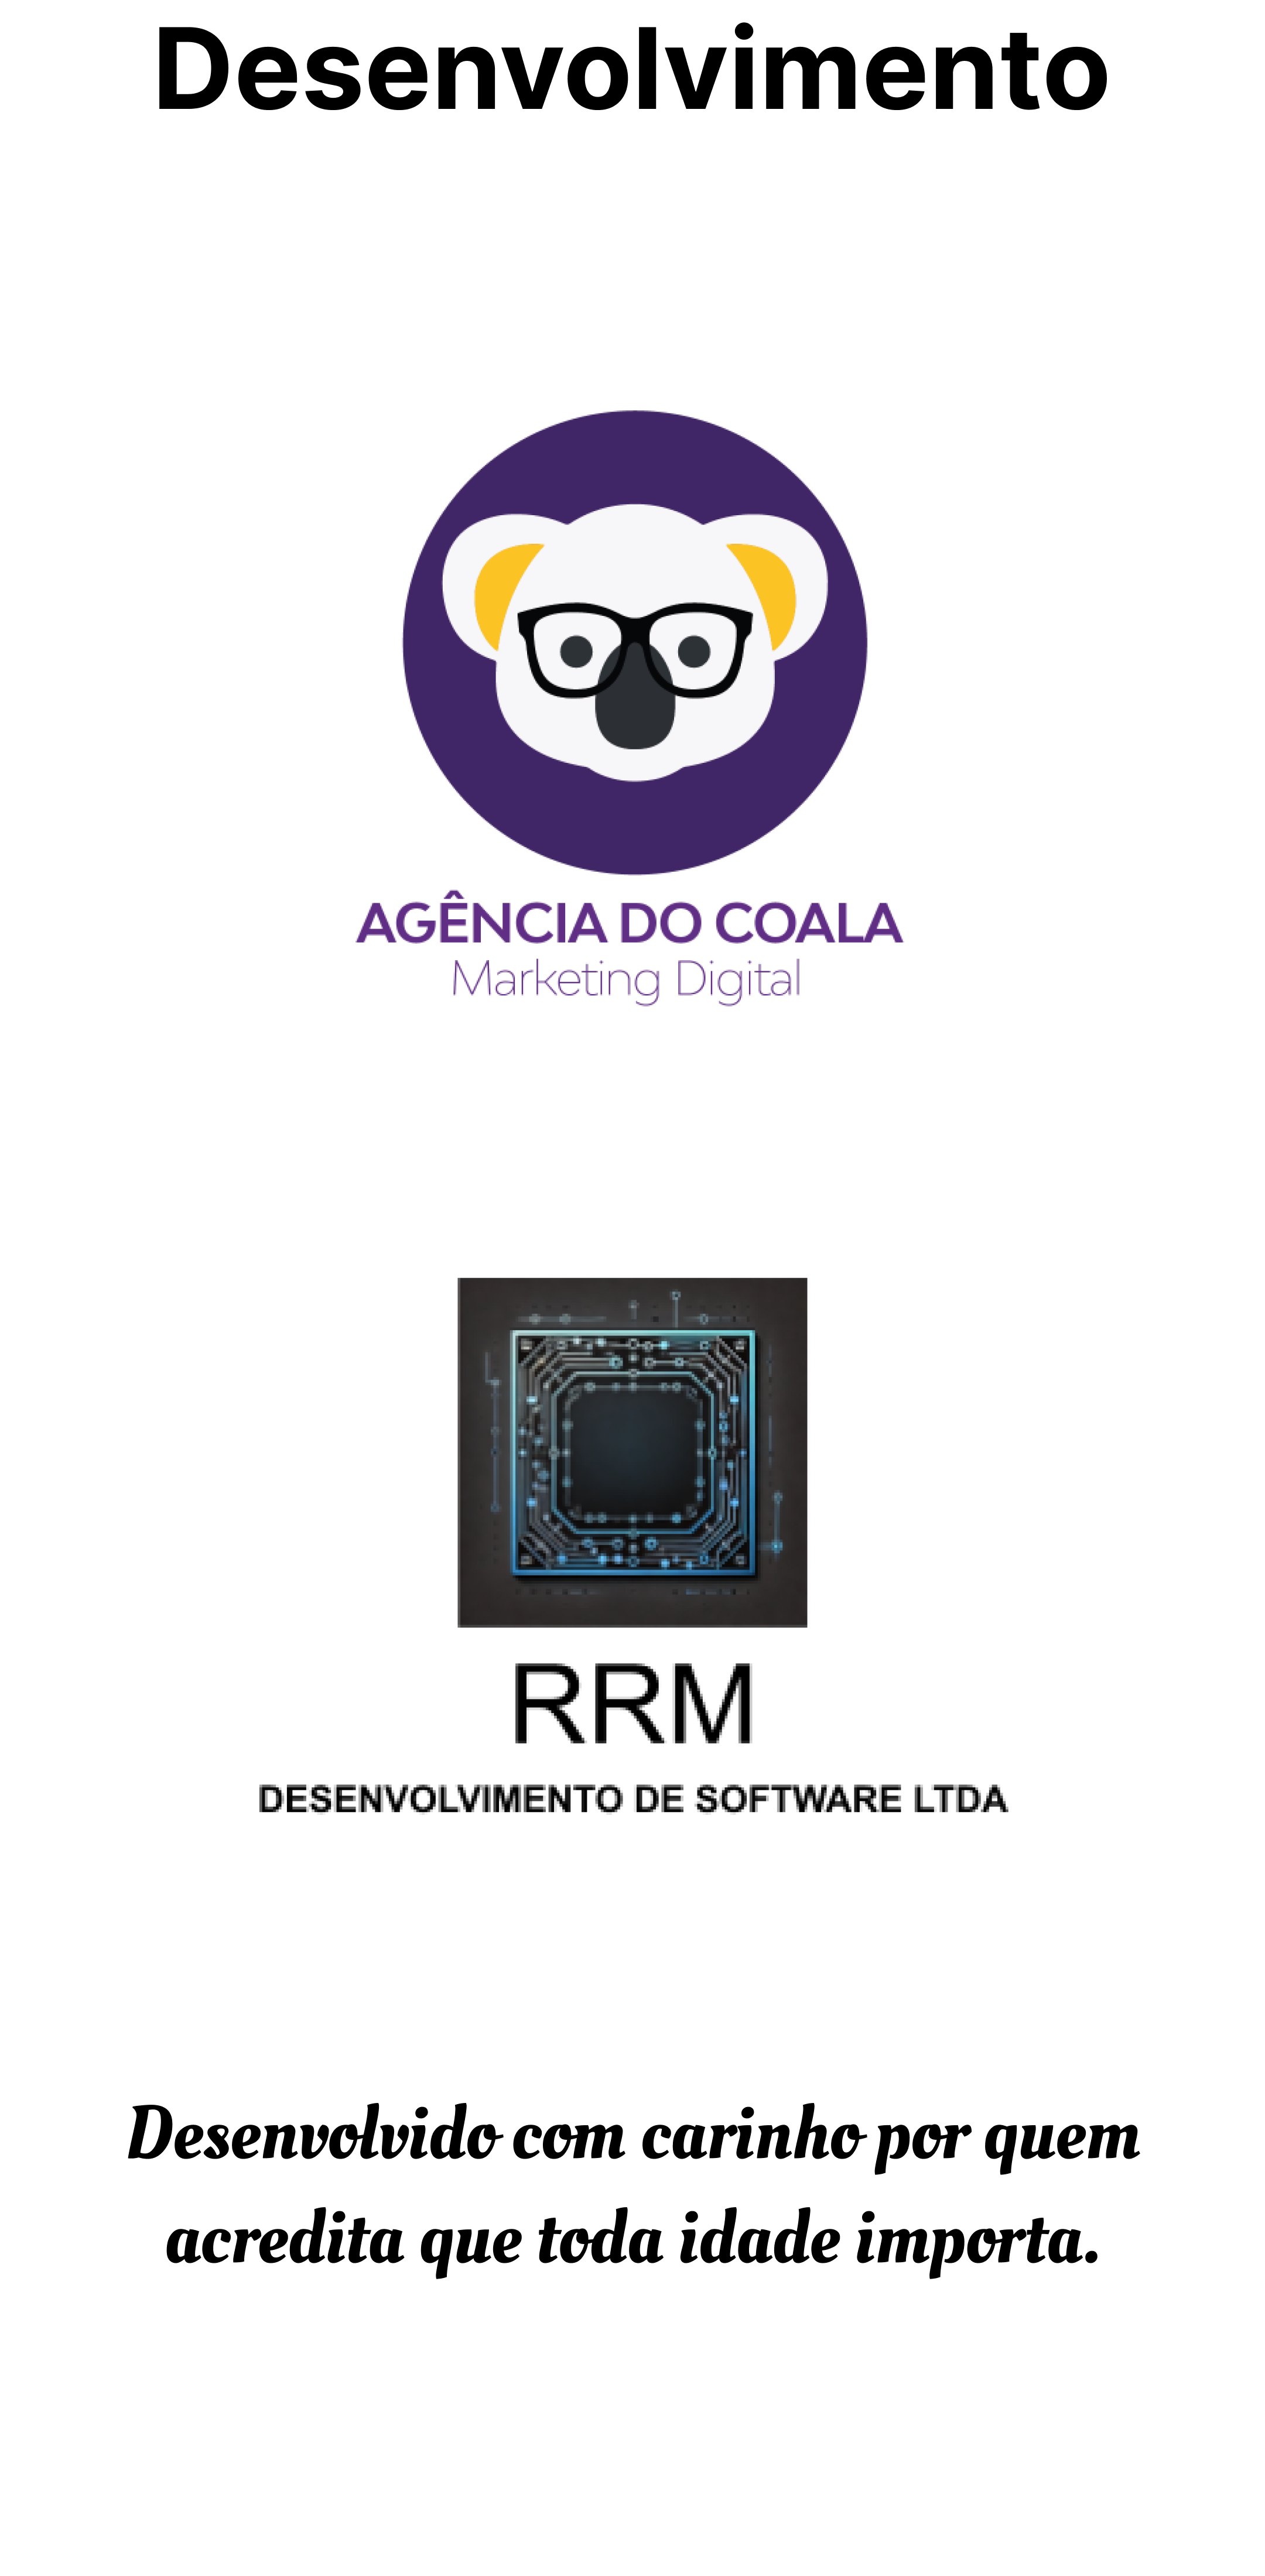 Desenvolvimento
AGÊNCIA DO COALA
Marketing Digital
RRM
DESENVOLVIMENTO DE SOFTWARE LTDA
Desenvolvido com carinho por quem
acredita que toda idade importa.